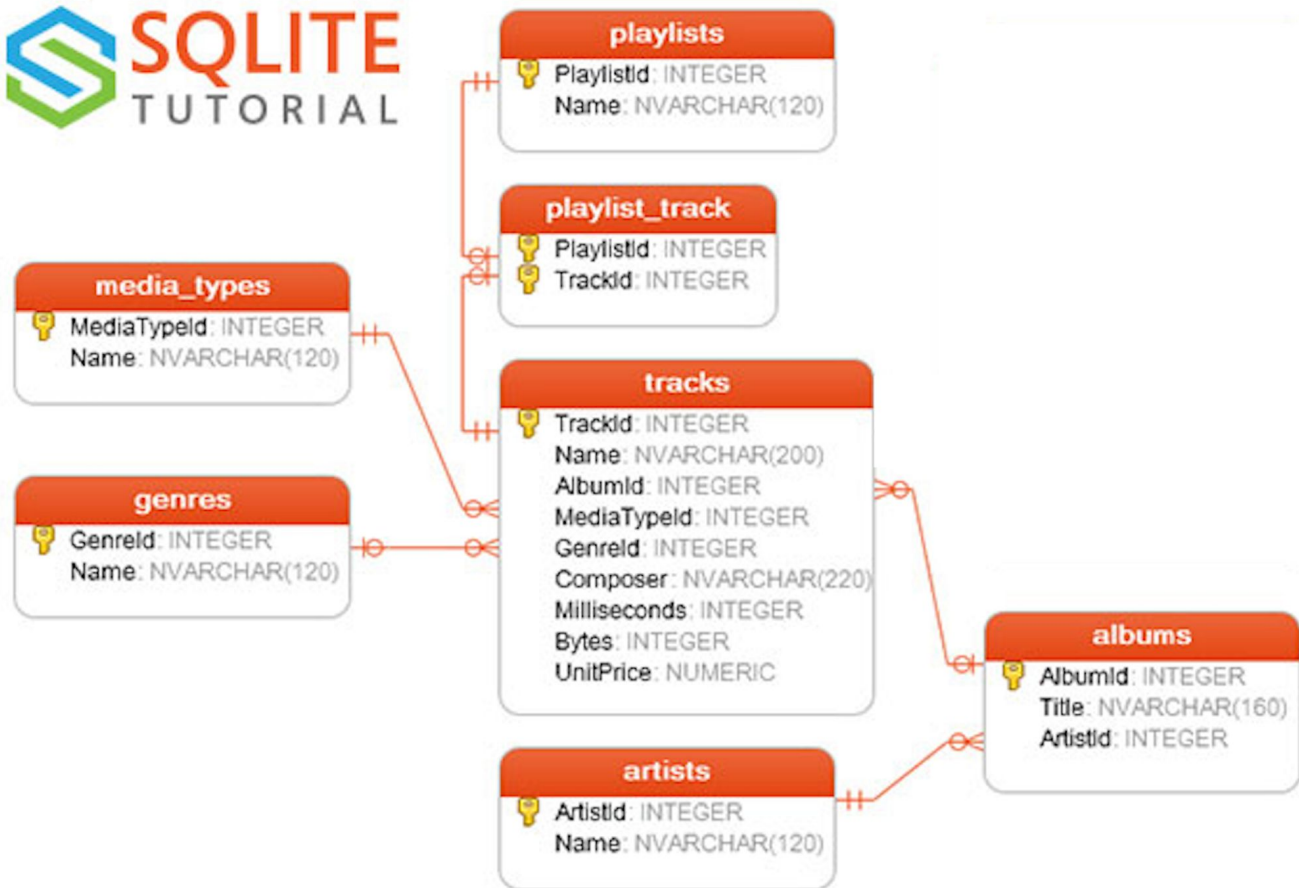 SQLITE
TUTORIAL
playlists
PlaylistId: INTEGER
Name: NVARCHAR(120)
playlist_track
PlaylistId: INTEGER
TrackId: INTEGER
media_types
MediaTypeId: INTEGER
Name: NVARCHAR(120)
tracks
TrackId: INTEGER
Name: NVARCHAR(200)
AlbumId: INTEGER
MediaTypeId: INTEGER
GenreId: INTEGER
Composer: NVARCHAR(220)
Milliseconds: INTEGER
Bytes: INTEGER
UnitPrice: NUMERIC
genres
GenreId: INTEGER
Name: NVARCHAR(120)
albums
AlbumId: INTEGER
Title: NVARCHAR(160)
ArtistId: INTEGER
artists
ArtistId: INTEGER
Name: NVARCHAR(120)